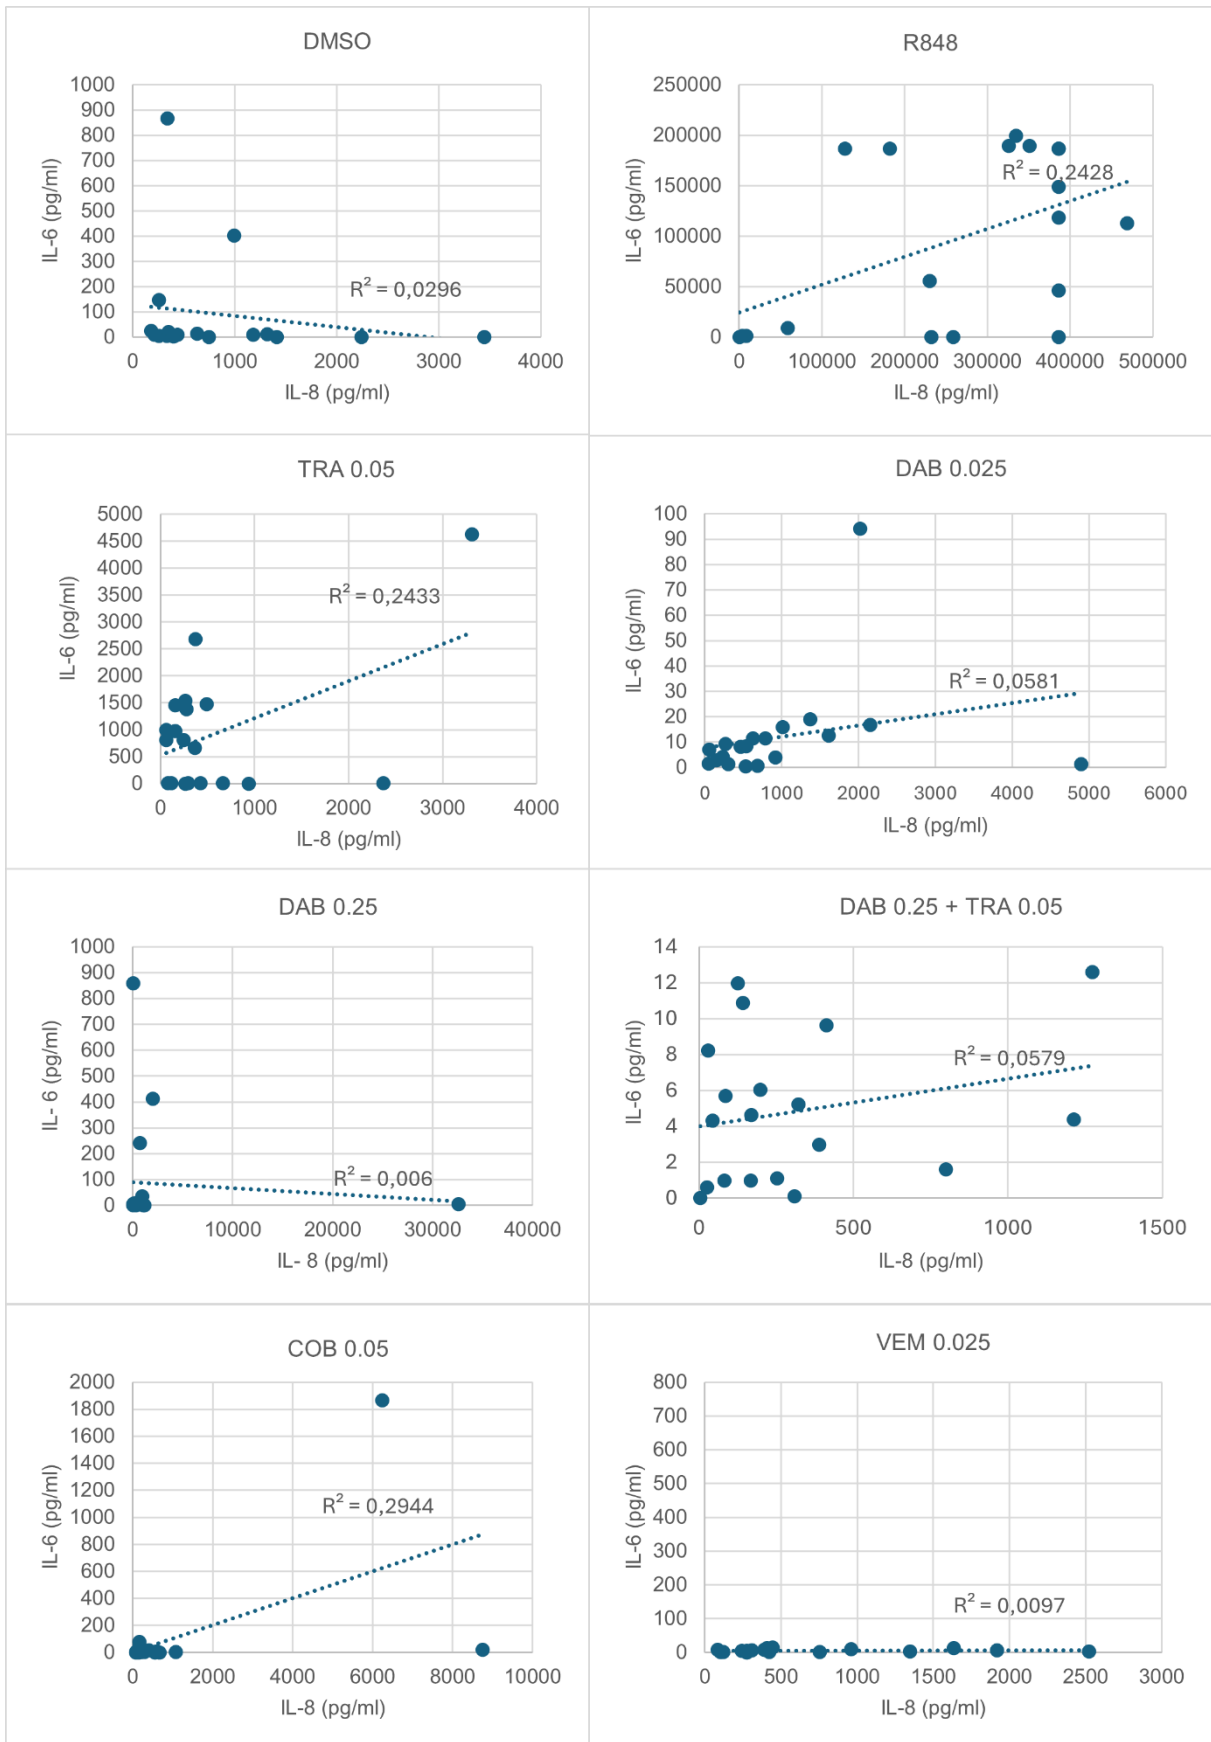 DMSO
1000
900
800
700
600
500
400
300
200
100
0
IL-6 (pg/ml)
R² = 0,0296
0 1000 2000 3000 4000
IL-8 (pg/ml)
R848
250000
200000
150000
100000
50000
0
IL-6 (pg/ml)
R² = 0,2428
0 100000 200000 300000 400000 500000
IL-8 (pg/ml)
TRA 0.05
5000
4500
4000
3500
3000
2500
2000
1500
1000
500
0
IL-6 (pg/ml)
R² = 0,2433
0 1000 2000 3000 4000
IL-8 (pg/ml)
DAB 0.025
100
90
80
70
60
50
40
30
20
10
0
IL-6 (pg/ml)
R² = 0,0581
0 1000 2000 3000 4000 5000 6000
IL-8 (pg/ml)
DAB 0.25
1000
900
800
700
600
500
400
300
200
100
0
IL- 6 (pg/ml)
R² = 0,006
0 10000 20000 30000 40000
IL- 8 (pg/ml)
DAB 0.25 + TRA 0.05
14
12
10
8
6
4
2
0
IL-6 (pg/ml)
R² = 0,0579
0 500 1000 1500
IL-8 (pg/ml)
COB 0.05
2000
1800
1600
1400
1200
1000
800
600
400
200
0
IL-6 (pg/ml)
R² = 0,2944
0 2000 4000 6000 8000 10000
IL-8 (pg/ml)
VEM 0.025
800
700
600
500
400
300
200
100
0
IL-6 (pg/ml)
R² = 0,0097
0 500 1000 1500 2000 2500 3000
IL-8 (pg/ml)